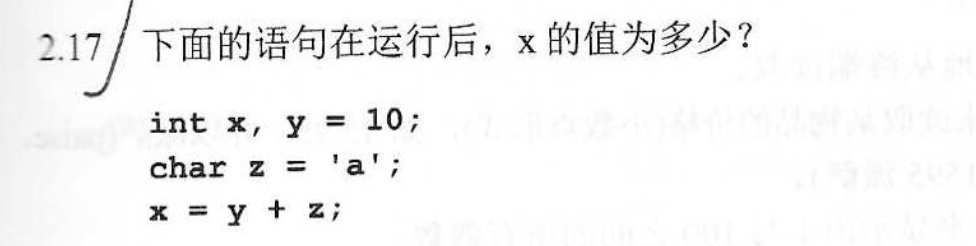 2.17 下面的语句在运行后，x 的值为多少？
int x, y = 10;
char z = 'a';
x = y + z;